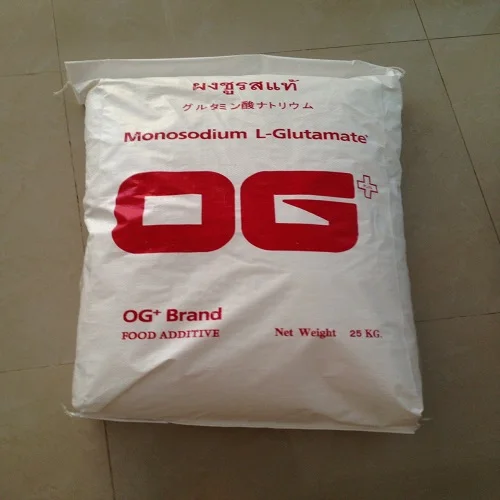 ผงชูรสแท้
グルタミン酸ナトリウム
Monosodium L-Glutamate
OG+
OG+ Brand
FOOD ADDITIVE Net Weight 25 KG.